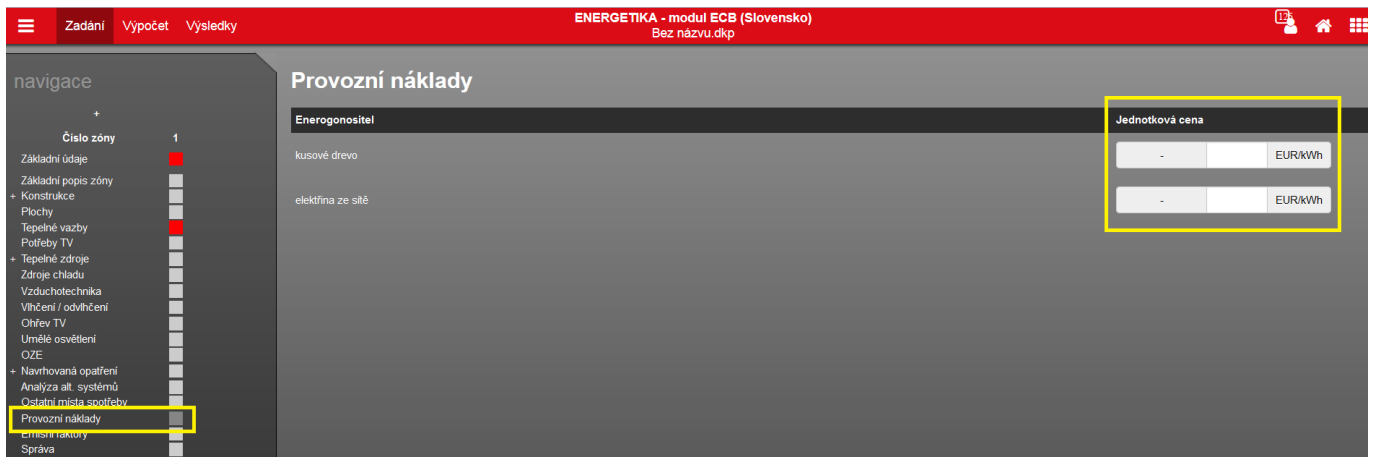 Zadání Výpočet Výsledky
ENERGETIKA - modul ECB (Slovensko)
Bez názvu.dkp
navigace
+
Číslo zóny 1
Základní údaje
Základní popis zóny
+ Konstrukce
Plochy
Tepelné vazby
Potřeby TV
+ Tepelné zdroje
Zdroje chladu
Vzduchotechnika
Vlhčení / odvlhčení
Ohřev TV
Umělé osvětlení
OZE
+ Navrhovaná opatření
Analýza alt. systémů
Ostatní místa spotřeby
Provozní náklady
Emisní faktory
Správa
Provozní náklady
Enerogonositel Jednotková cena
kusové drevo - EUR/kWh
elektřina ze sítě - EUR/kWh